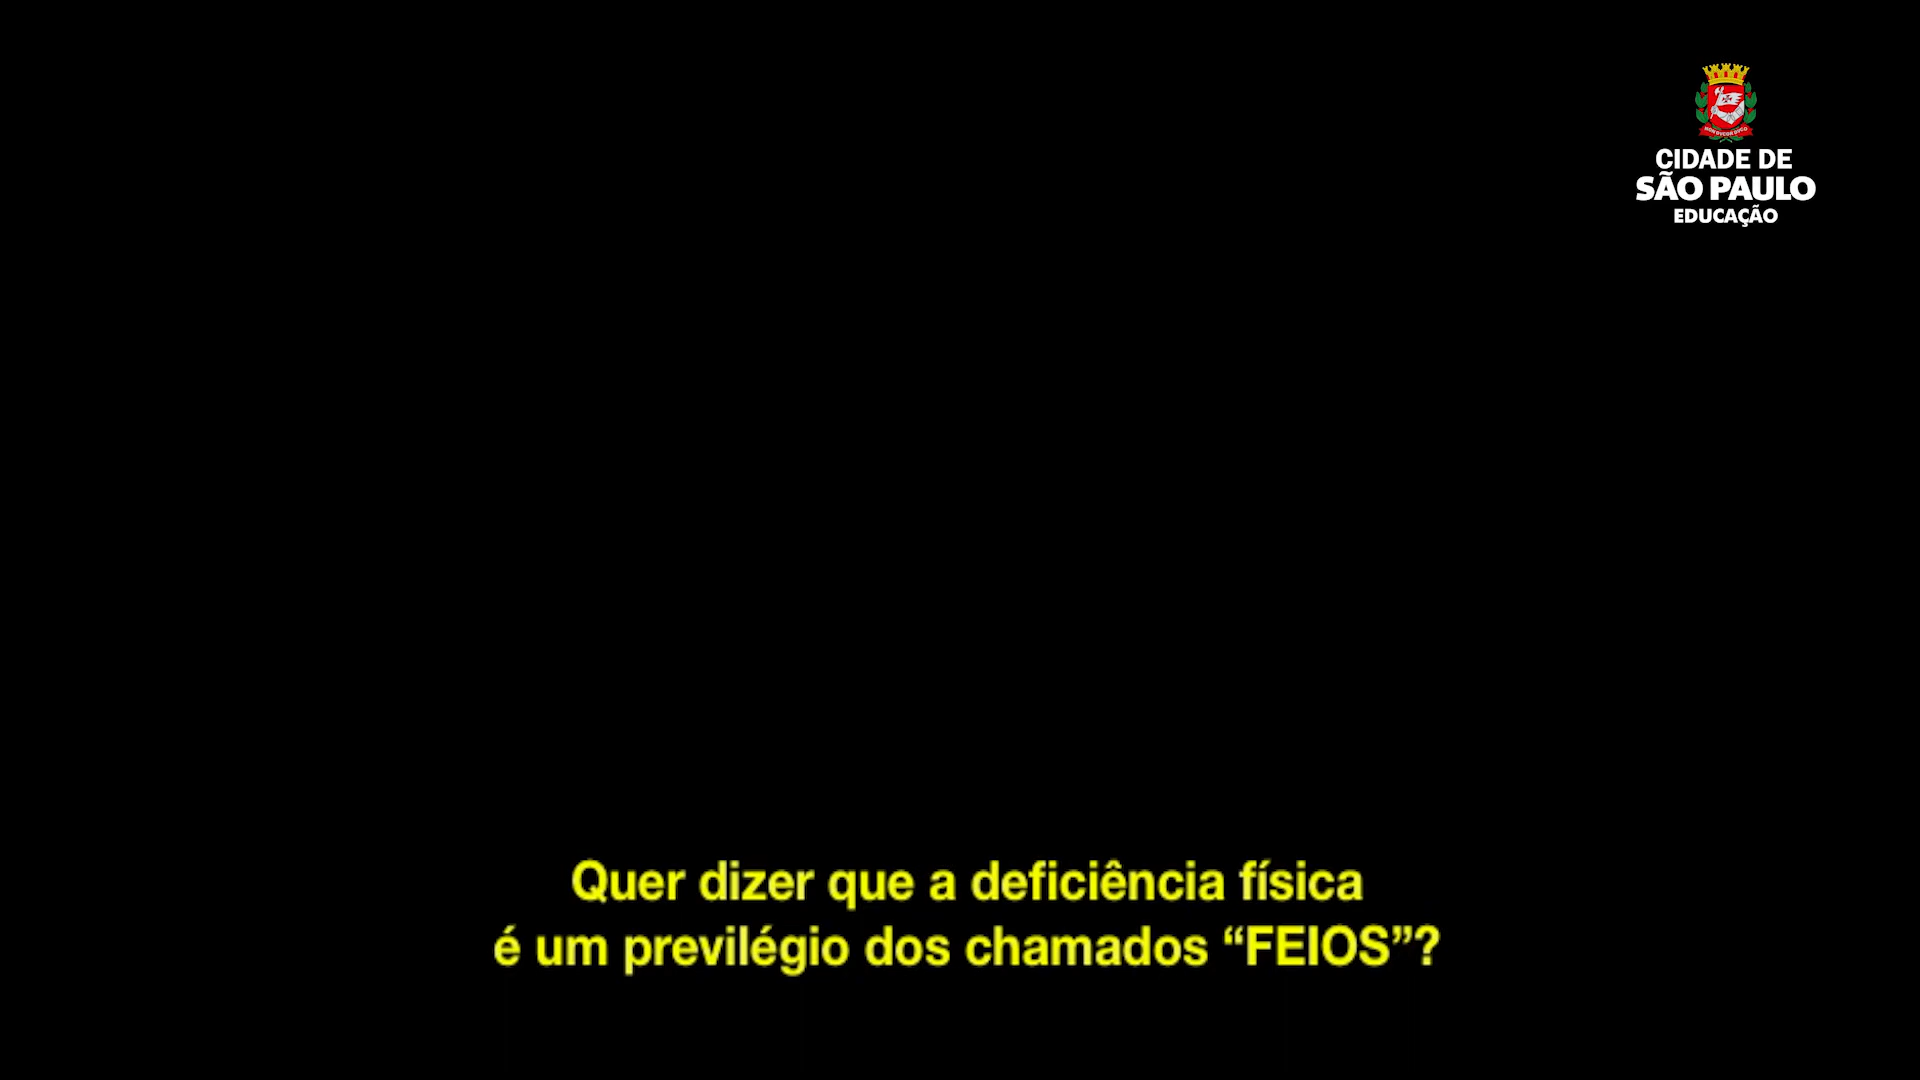 CIDADE DE
SÃO PAULO
EDUCAÇÃO
Quer dizer que a deficiência física
é um previlégio dos chamados “FEIOS”?